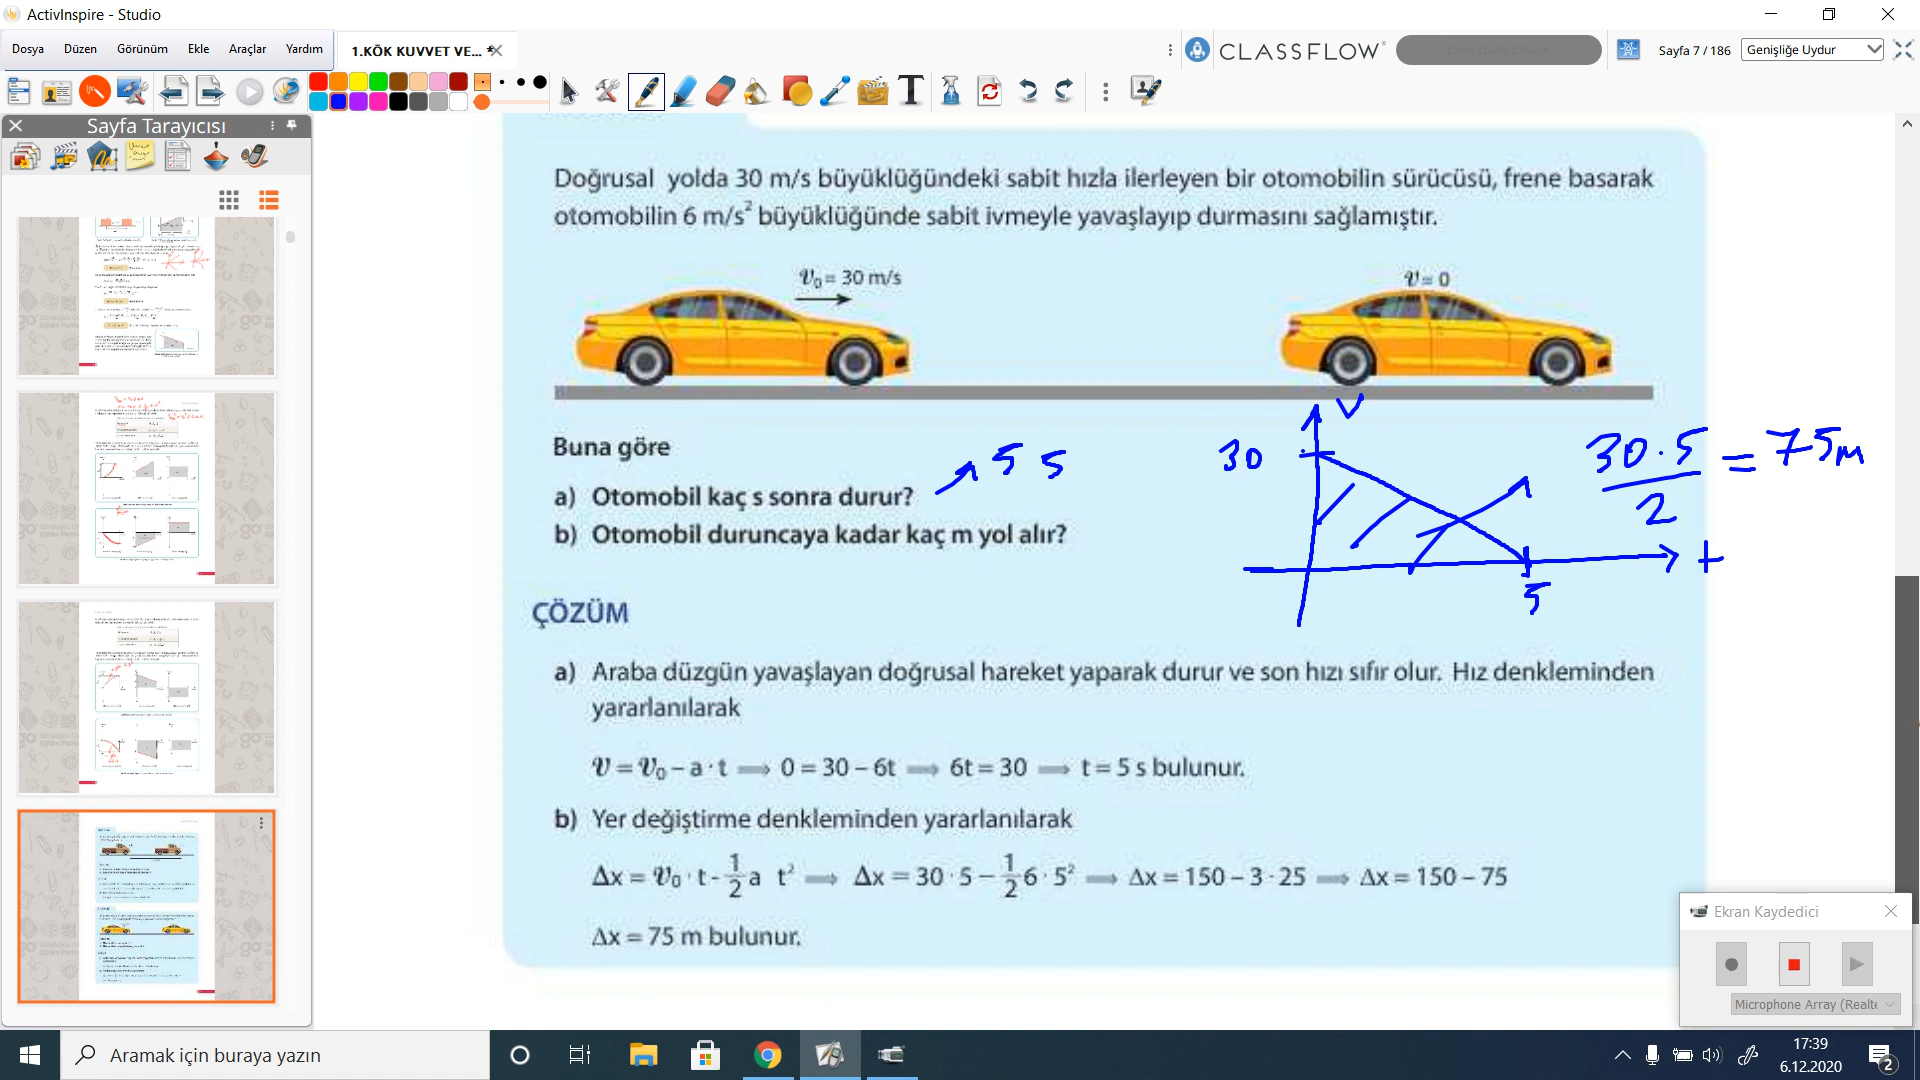 ActivInspire - Studio
Dosya Düzen Görünüm Ekle Araçlar Yardım
1.KÖK KUVVET VE... *
CLASSFLOW
Sayfa 7 / 186
Genişliğe Uydur
Sayfa Tarayıcısı
Doğrusal yolda 30 m/s büyüklüğündeki sabit hızla ilerleyen bir otomobilin sürücüsü, frene basarak
otomobilin 6 m/s² büyüklüğünde sabit ivmeyle yavaşlayıp durmasını sağlamıştır.
𝒱₀ = 30 m/s
𝒱 = 0
Buna göre
a) Otomobil kaç s sonra durur?
5 s
b) Otomobil duruncaya kadar kaç m yol alır?
V
30
5
t
30 · 5 / 2 = 75m
ÇÖZÜM
a) Araba düzgün yavaşlayan doğrusal hareket yaparak durur ve son hızı sıfır olur. Hız denkleminden
yararlanılarak
𝒱 = 𝒱₀ – a · t ⟹ 0 = 30 – 6t ⟹ 6t = 30 ⟹ t = 5 s bulunur.
b) Yer değiştirme denkleminden yararlanılarak
Δx = 𝒱₀ · t - 1/2 a t² ⟹ Δx = 30 · 5 – 1/2 6 · 5² ⟹ Δx = 150 – 3 · 25 ⟹ Δx = 150 – 75
Δx = 75 m bulunur.
Ekran Kaydedici
Microphone Array (Realte
Aramak için buraya yazın
17:39
6.12.2020
2